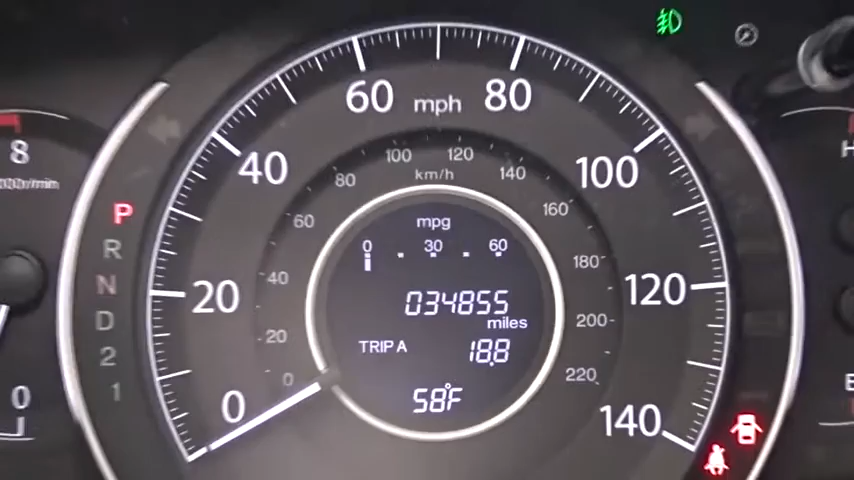 60 mph 80
40
100
20
120
0
140
100 120
km/h
80
140
60
160
40
180
20
200
0
220
mpg
0 30 60
034855
miles
TRIP A 18.8
58°F
P
R
N
D
2
1
8
0
H